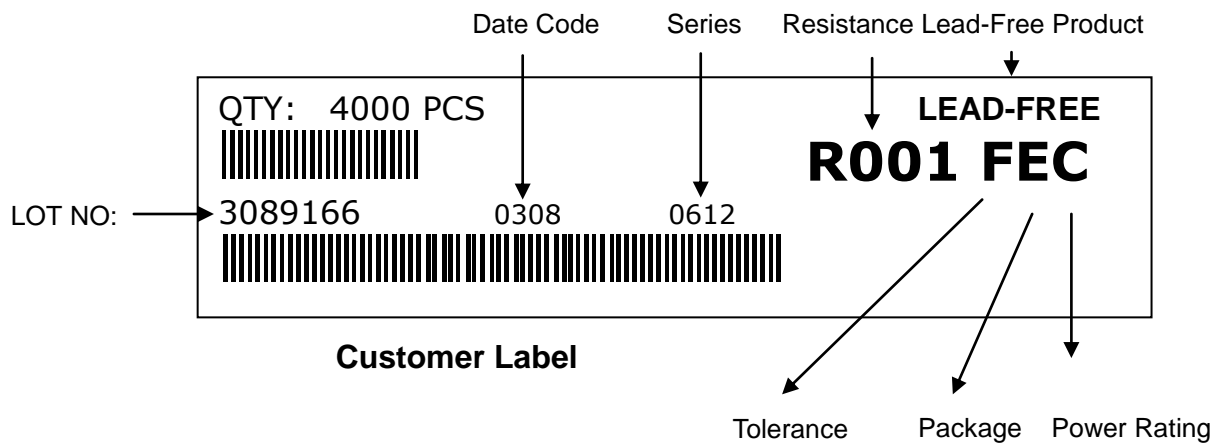 Date Code Series Resistance Lead-Free Product
QTY: 4000 PCS LEAD-FREE
R001 FEC
LOT NO: 3089166 0308 0612
Customer Label
Tolerance Package Power Rating